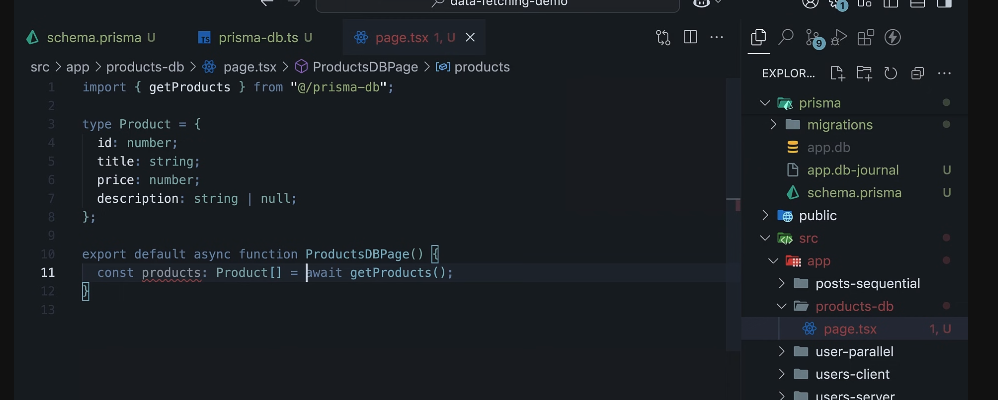 data-fetching-demo
1
schema.prisma U
TS prisma-db.ts U
page.tsx 1, U
9
src > app > products-db > page.tsx > ProductsDBPage > products
EXPLOR...
1 import { getProducts } from "@/prisma-db";
2
3 type Product = {
4 id: number;
5 title: string;
6 price: number;
7 description: string | null;
8 };
9
10 export default async function ProductsDBPage() {
11 const products: Product[] = await getProducts();
12 }
13
prisma
migrations
app.db
app.db-journal U
schema.prisma U
public
src
app
posts-sequential
products-db
page.tsx 1, U
user-parallel
users-client
users-server